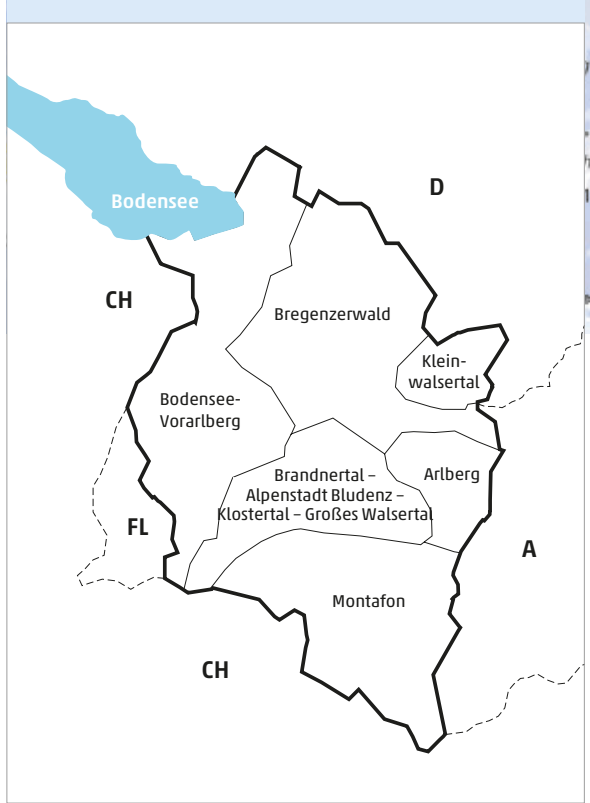 D
Bodensee
CH
Bregenzerwald
Klein-
walsertal
Bodensee-
Vorarlberg
Brandnertal –
Alpenstadt Bludenz –
Klostertal – Großes Walsertal
Arlberg
FL
A
Montafon
CH